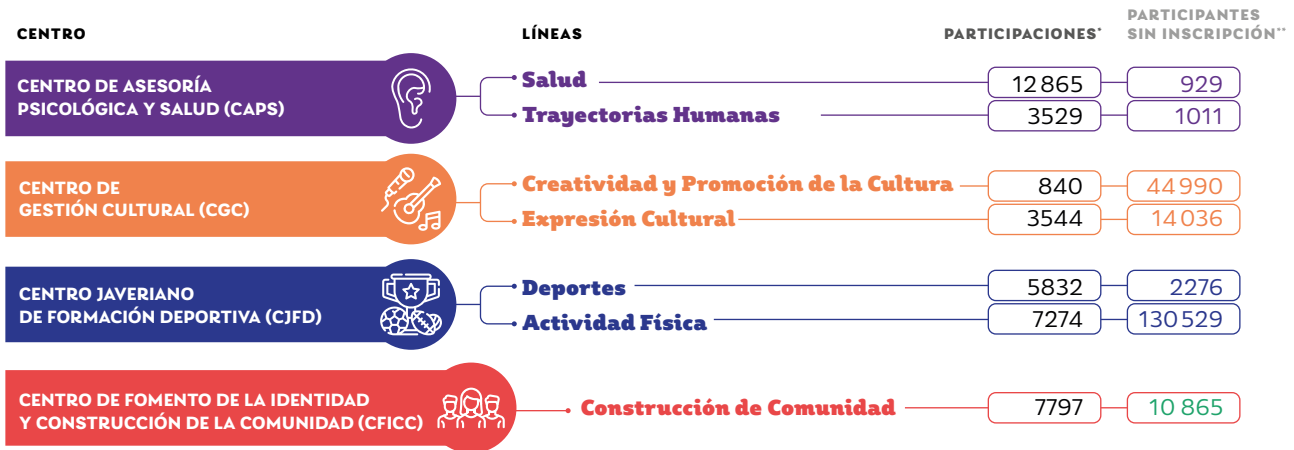 CENTRO LÍNEAS PARTICIPACIONES* PARTICIPANTES
SIN INSCRIPCIÓN**
CENTRO DE ASESORÍA
PSICOLÓGICA Y SALUD (CAPS)
Salud 12 865 929
Trayectorias Humanas 3529 1011
CENTRO DE
GESTIÓN CULTURAL (CGC)
Creatividad y Promoción de la Cultura 840 44 990
Expresión Cultural 3544 14 036
CENTRO JAVERIANO
DE FORMACIÓN DEPORTIVA (CJFD)
Deportes 5832 2276
Actividad Física 7274 130 529
CENTRO DE FOMENTO DE LA IDENTIDAD
Y CONSTRUCCIÓN DE LA COMUNIDAD (CFICC)
Construcción de Comunidad 7797 10 865